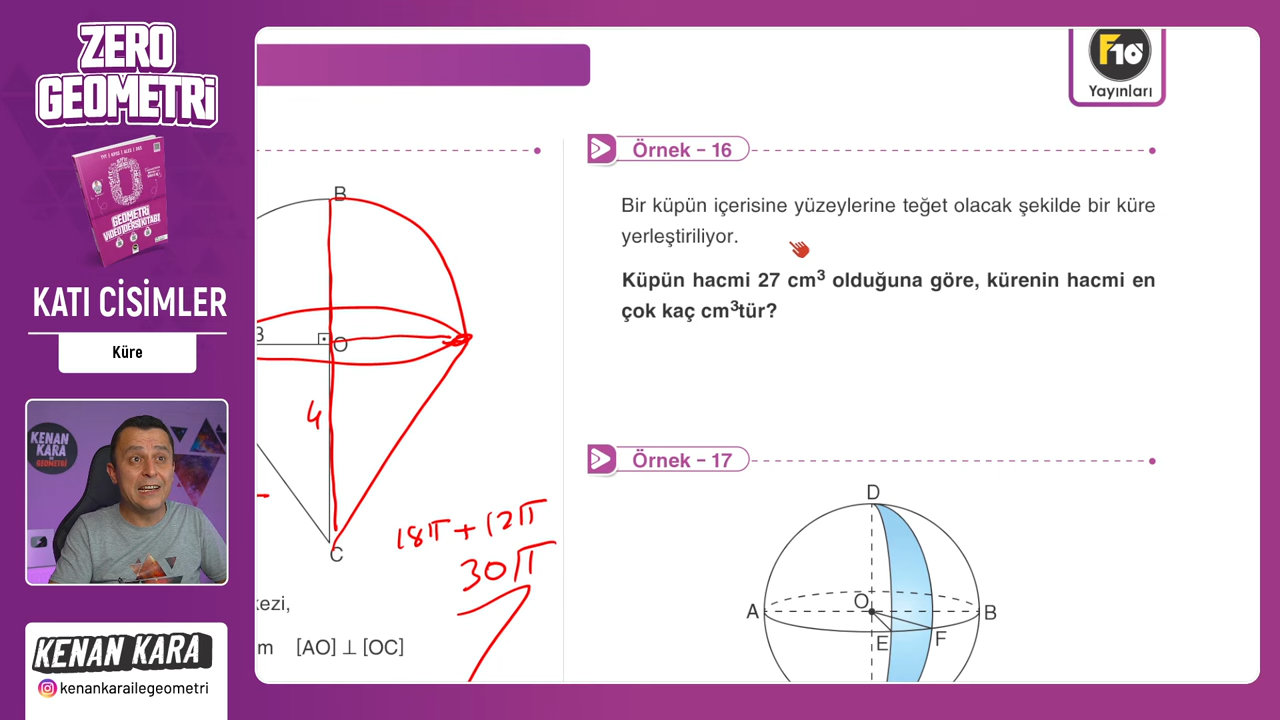 ZERO
GEOMETRİ
GEOMETRİ
VİDEO DERS KİTABI
KATI CİSİMLER
Küre
KENAN
KARA
GEOMETRİ
KENAN KARA
kenankarailegeometri
F10
Yayınları
B
3
O
4
C
18π + 12π
30π
kezi,
m [AO] ⊥ [OC]
Örnek – 16
Bir küpün içerisine yüzeylerine teğet olacak şekilde bir küre
yerleştiriliyor.
Küpün hacmi 27 cm³ olduğuna göre, kürenin hacmi en
çok kaç cm³tür?
Örnek – 17
D
A
O
B
E
F